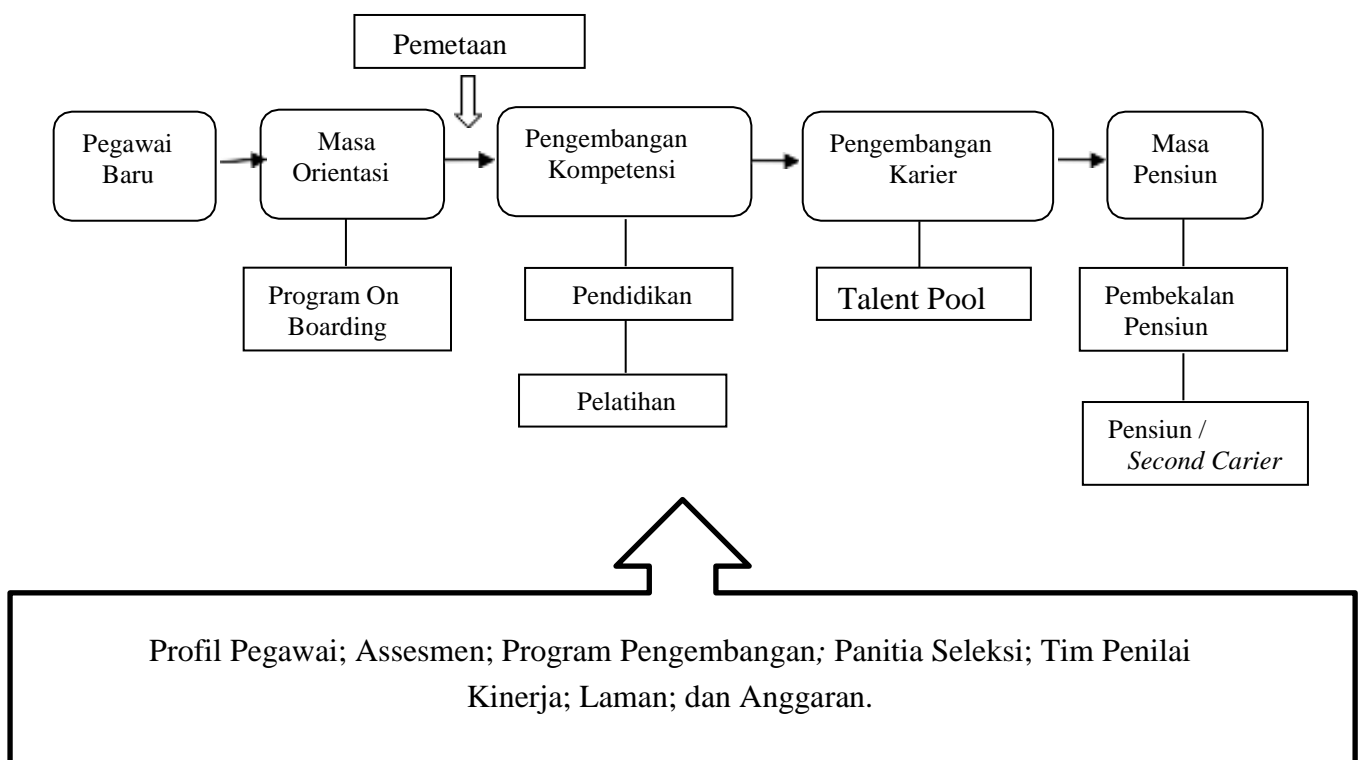 Pemetaan
Pegawai
Baru
Masa
Orientasi
Pengembangan
Kompetensi
Pengembangan
Karier
Masa
Pensiun
Program On
Boarding
Pendidikan
Pelatihan
Talent Pool
Pembekalan
Pensiun
Pensiun /
Second Carier
Profil Pegawai; Assesmen; Program Pengembangan; Panitia Seleksi; Tim Penilai
Kinerja; Laman; dan Anggaran.